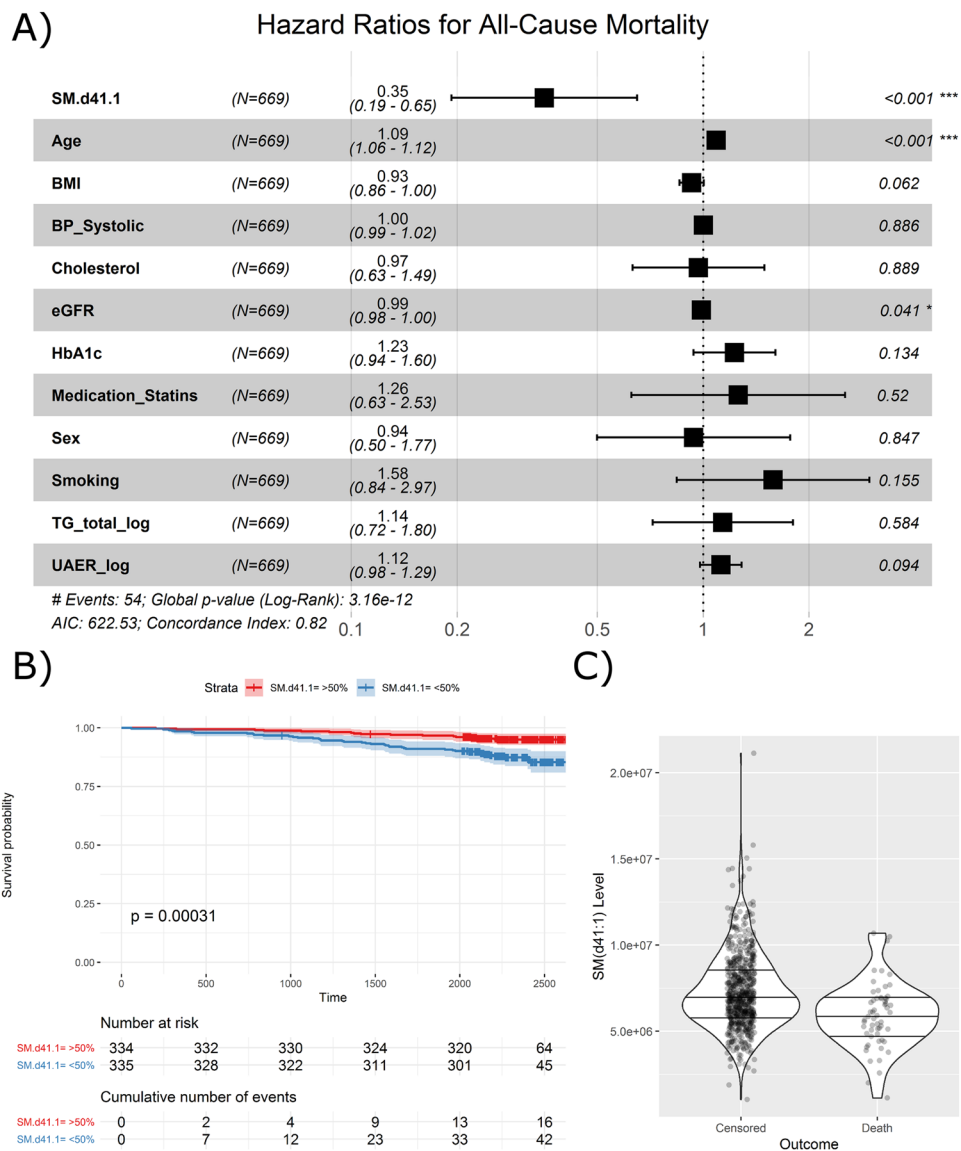 A)
Hazard Ratios for All-Cause Mortality
SM.d41.1 (N=669) 0.35 (0.19 - 0.65) <0.001 ***
Age (N=669) 1.09 (1.06 - 1.12) <0.001 ***
BMI (N=669) 0.93 (0.86 - 1.00) 0.062
BP_Systolic (N=669) 1.00 (0.99 - 1.02) 0.886
Cholesterol (N=669) 0.97 (0.63 - 1.49) 0.889
eGFR (N=669) 0.99 (0.98 - 1.00) 0.041 *
HbA1c (N=669) 1.23 (0.94 - 1.60) 0.134
Medication_Statins (N=669) 1.26 (0.63 - 2.53) 0.52
Sex (N=669) 0.94 (0.50 - 1.77) 0.847
Smoking (N=669) 1.58 (0.84 - 2.97) 0.155
TG_total_log (N=669) 1.14 (0.72 - 1.80) 0.584
UAER_log (N=669) 1.12 (0.98 - 1.29) 0.094
# Events: 54; Global p-value (Log-Rank): 3.16e-12
AIC: 622.53; Concordance Index: 0.82
0.1 0.2 0.5 1 2
B)
Strata SM.d41.1= >50% SM.d41.1= <50%
Survival probability
1.00
0.75
0.50
0.25
0.00
p = 0.00031
0 500 1000 1500 2000 2500
Time
Number at risk
SM.d41.1= >50% 334 332 330 324 320 64
SM.d41.1= <50% 335 328 322 311 301 45
Cumulative number of events
SM.d41.1= >50% 0 2 4 9 13 16
SM.d41.1= <50% 0 7 12 23 33 42
C)
SM(d41:1) Level
2.0e+07
1.5e+07
1.0e+07
5.0e+06
Censored Death
Outcome